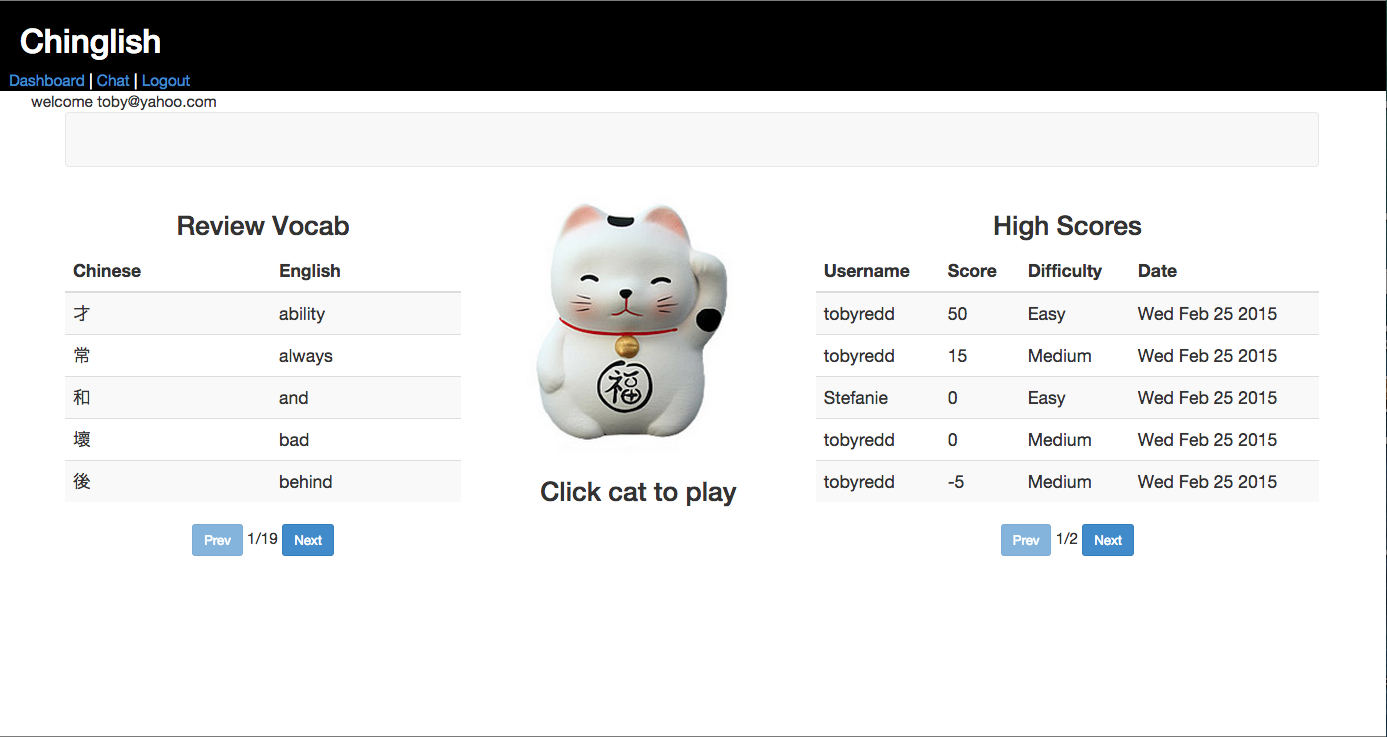 Chinglish
Dashboard | Chat | Logout
welcome toby@yahoo.com
Review Vocab
Chinese English
才 ability
常 always
和 and
壞 bad
後 behind
Prev 1/19 Next
福
Click cat to play
High Scores
Username Score Difficulty Date
tobyredd 50 Easy Wed Feb 25 2015
tobyredd 15 Medium Wed Feb 25 2015
Stefanie 0 Easy Wed Feb 25 2015
tobyredd 0 Medium Wed Feb 25 2015
tobyredd -5 Medium Wed Feb 25 2015
Prev 1/2 Next